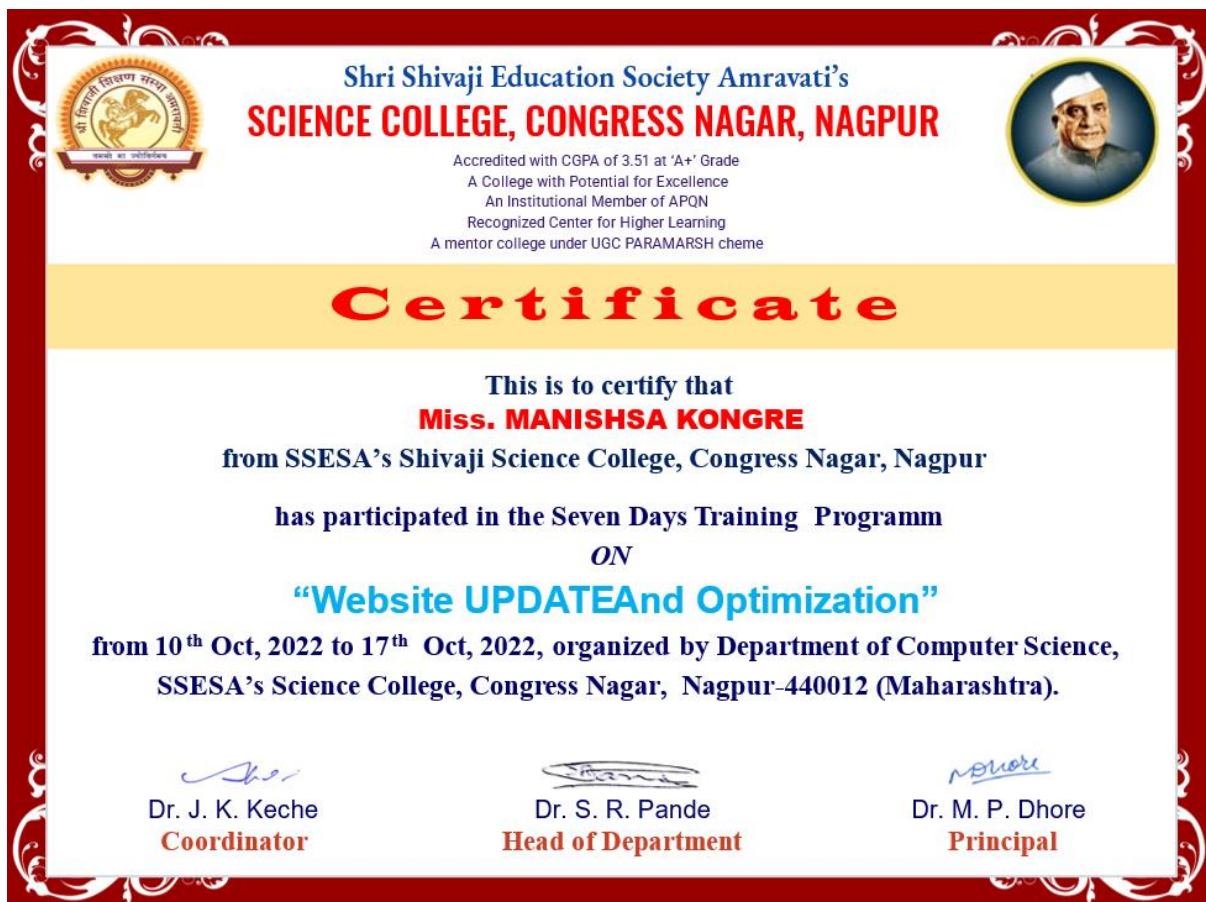 श्री शिवाजी शिक्षण संस्था अमरावती
तमसो मा ज्योतिर्गमय
Shri Shivaji Education Society Amravati’s
SCIENCE COLLEGE, CONGRESS NAGAR, NAGPUR
Accredited with CGPA of 3.51 at ‘A+’ Grade
A College with Potential for Excellence
An Institutional Member of APQN
Recognized Center for Higher Learning
A mentor college under UGC PARAMARSH cheme
Certificate
This is to certify that
Miss. MANISHSA KONGRE
from SSESA’s Shivaji Science College, Congress Nagar, Nagpur
has participated in the Seven Days Training Programm
ON
“Website UPDATEAnd Optimization”
from 10th Oct, 2022 to 17th Oct, 2022, organized by Department of Computer Science,
SSESA’s Science College, Congress Nagar, Nagpur-440012 (Maharashtra).
Dr. J. K. Keche
Coordinator
Dr. S. R. Pande
Head of Department
Dr. M. P. Dhore
Principal